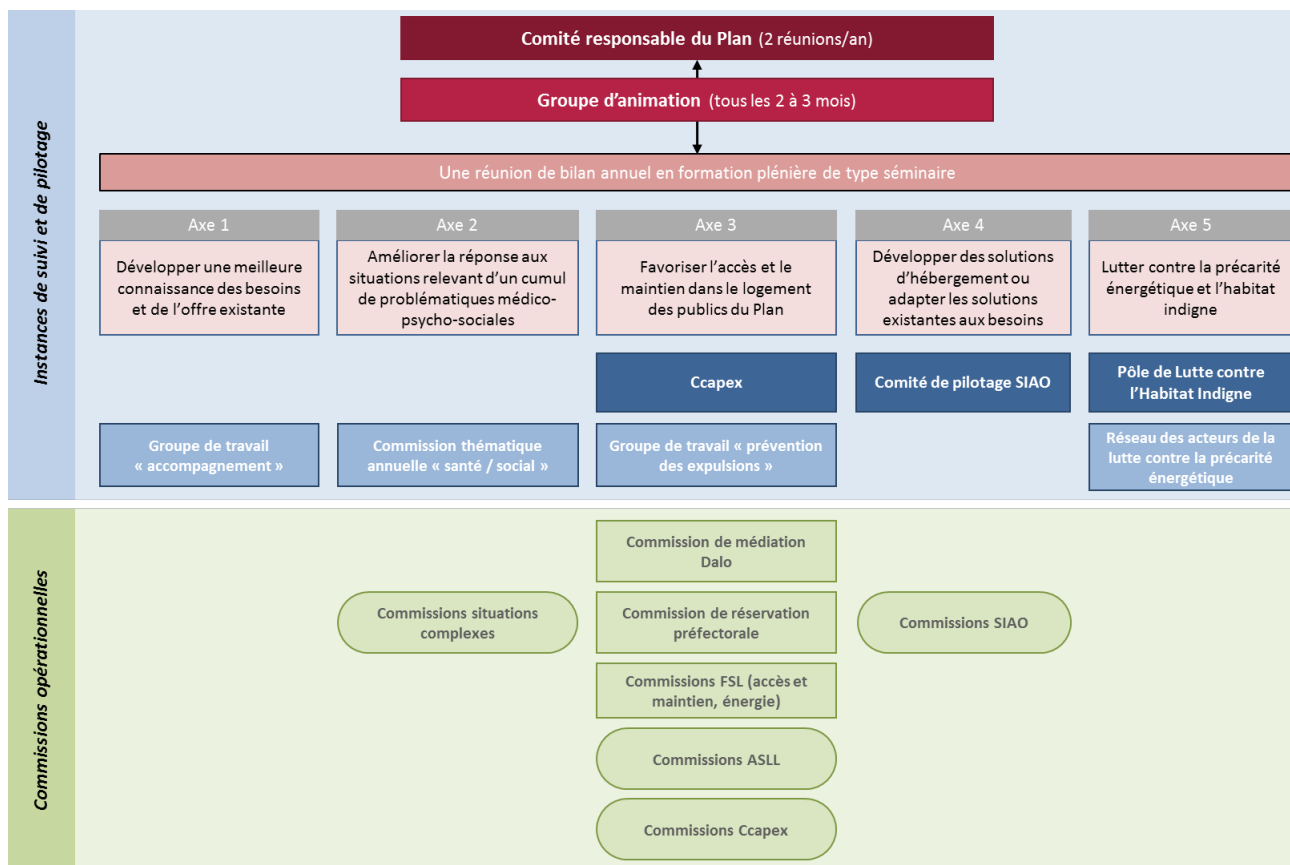 Instances de suivi et de pilotage
Comité responsable du Plan (2 réunions/an)
Groupe d’animation (tous les 2 à 3 mois)
Une réunion de bilan annuel en formation plénière de type séminaire
Axe 1
Développer une meilleure
connaissance des besoins
et de l’offre existante
Axe 2
Améliorer la réponse aux
situations relevant d’un cumul
de problématiques médico-
psycho-sociales
Axe 3
Favoriser l’accès et le
maintien dans le logement
des publics du Plan
Axe 4
Développer des solutions
d’hébergement ou
adapter les solutions
existantes aux besoins
Axe 5
Lutter contre la précarité
énergétique et l’habitat
indigne
Ccapex
Comité de pilotage SIAO
Pôle de Lutte contre
l’Habitat Indigne
Groupe de travail
« accompagnement »
Commission thématique
annuelle « santé / social »
Groupe de travail « prévention
des expulsions »
Réseau des acteurs de la
lutte contre la précarité
énergétique
Commissions opérationnelles
Commission de médiation
Dalo
Commissions situations
complexes
Commission de réservation
préfectorale
Commissions SIAO
Commissions FSL (accès et
maintien, énergie)
Commissions ASLL
Commissions Ccapex